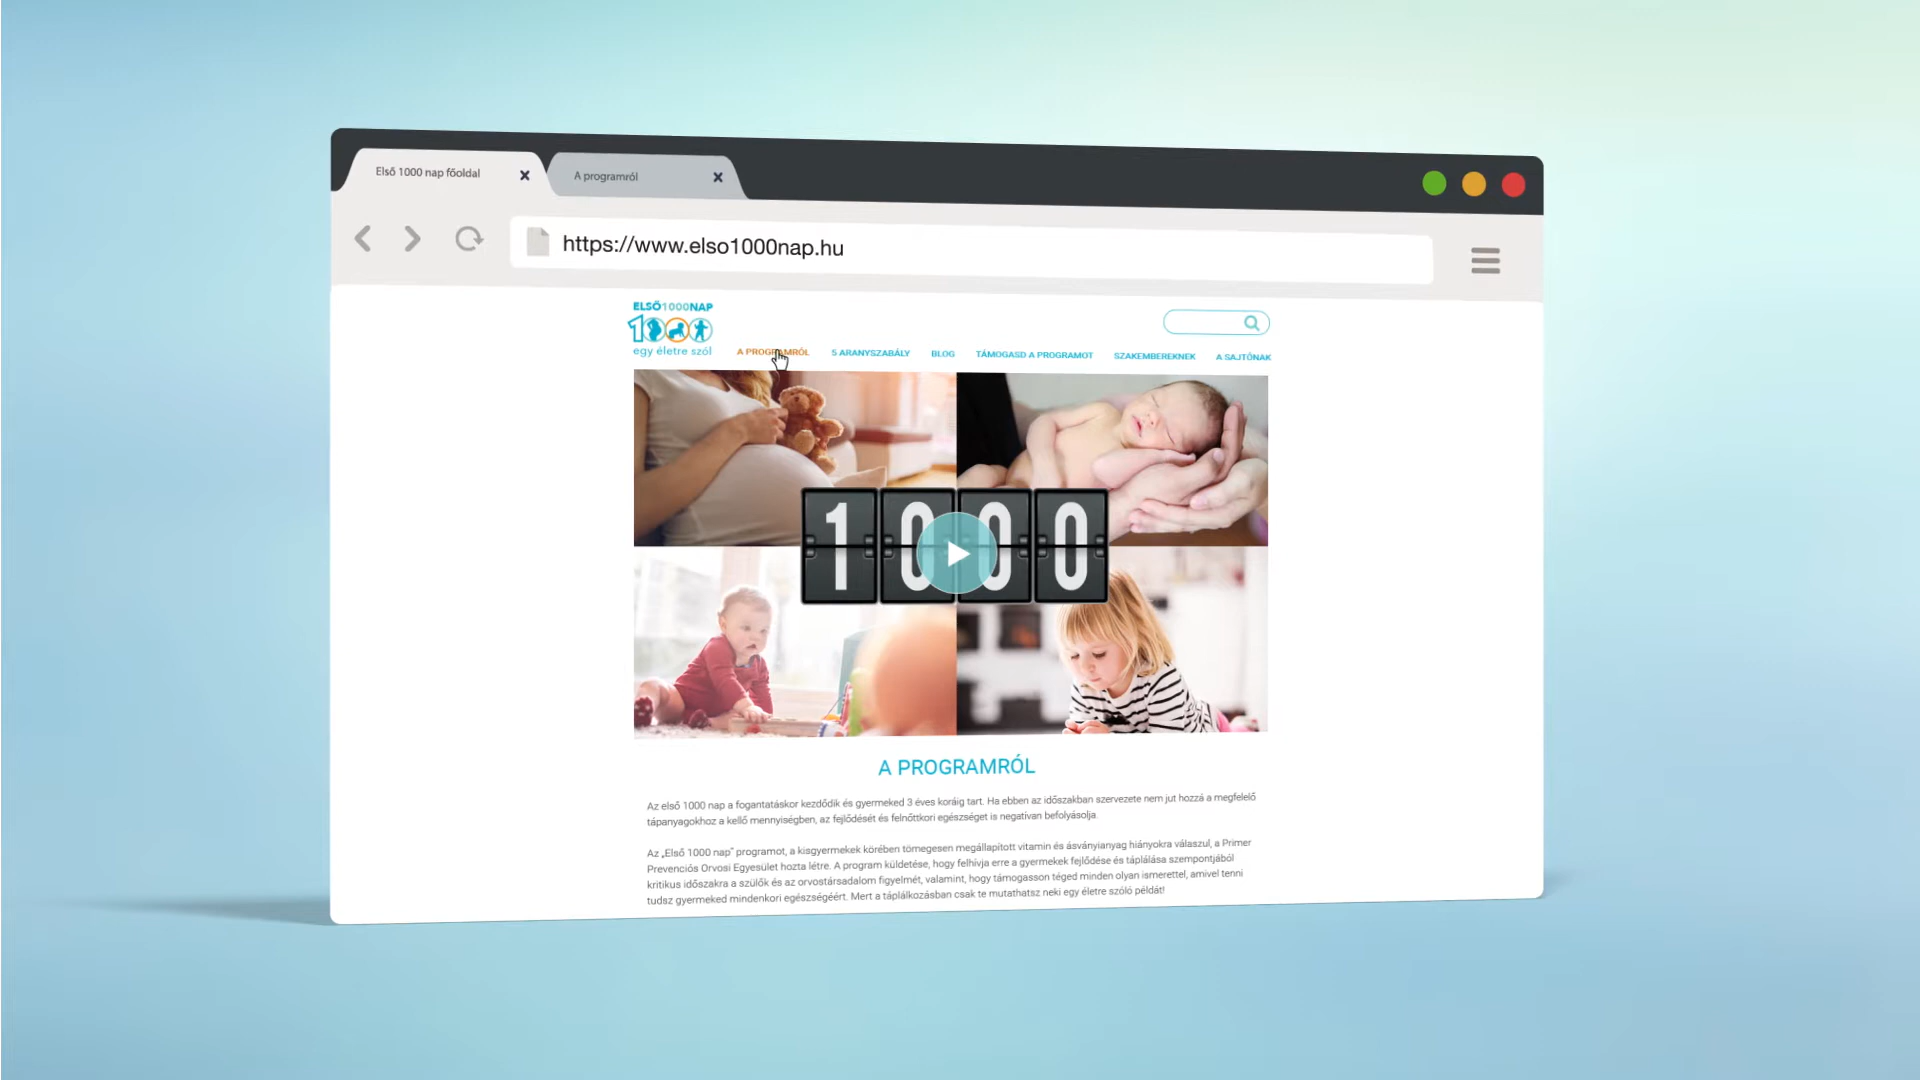 Első 1000 nap főoldal
A programról
https://www.elso1000nap.hu
ELSŐ1000NAP
1000
egy életre szól
A PROGRAMRÓL
5 ARANYSZABÁLY
BLOG
TÁMOGASD A PROGRAMOT
SZAKEMBEREKNEK
A SAJTÓNAK
1000
A PROGRAMRÓL
Az első 1000 nap a fogantatáskor kezdődik és gyermeked 3 éves koráig tart. Ha ebben az időszakban szervezete nem jut hozzá a megfelelő
tápanyagokhoz a kellő mennyiségben, az fejlődését és felnőttkori egészséget is negatívan befolyásolja.
Az „Első 1000 nap” programot, a kisgyermekek körében tömegesen megállapított vitamin és ásványianyag hiányokra válaszul, a Primer
Prevenciós Orvosi Egyesület hozta létre. A program küldetése, hogy felhívja erre a gyermekek fejlődése és táplálása szempontjából
kritikus időszakra a szülők és az orvostársadalom figyelmét, valamint, hogy támogasson téged minden olyan ismerettel, amivel tenni
tudsz gyermeked mindenkori egészségéért. Mert a táplálkozásban csak te mutathatsz neki egy életre szóló példát!